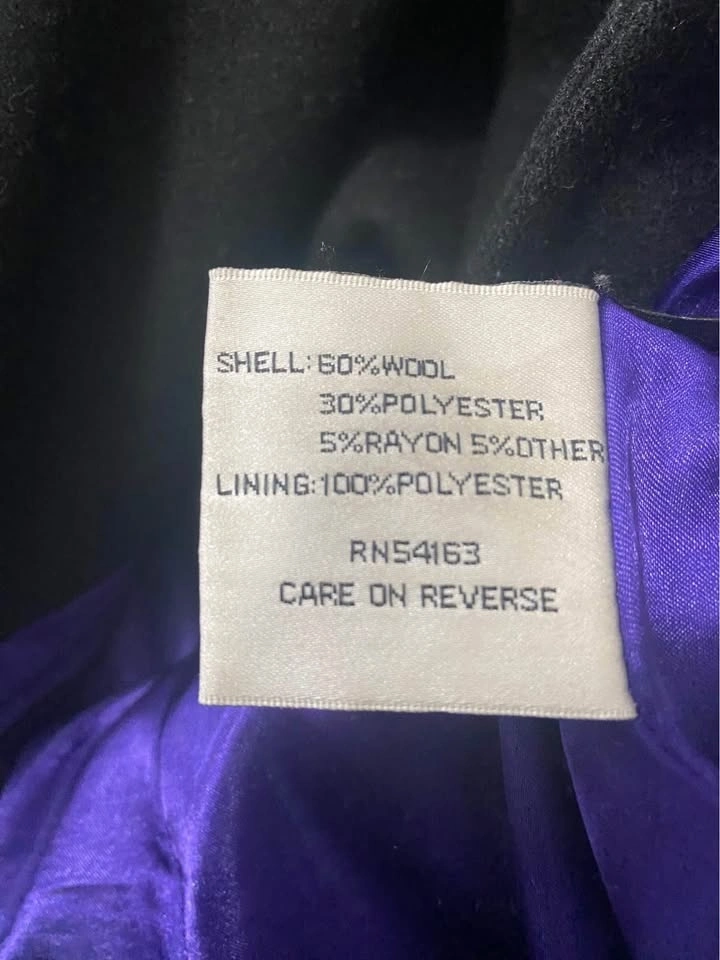 SHELL: 60%WOOL
30%POLYESTER
5%RAYON 5%OTHER
LINING:100%POLYESTER
RN54163
CARE ON REVERSE